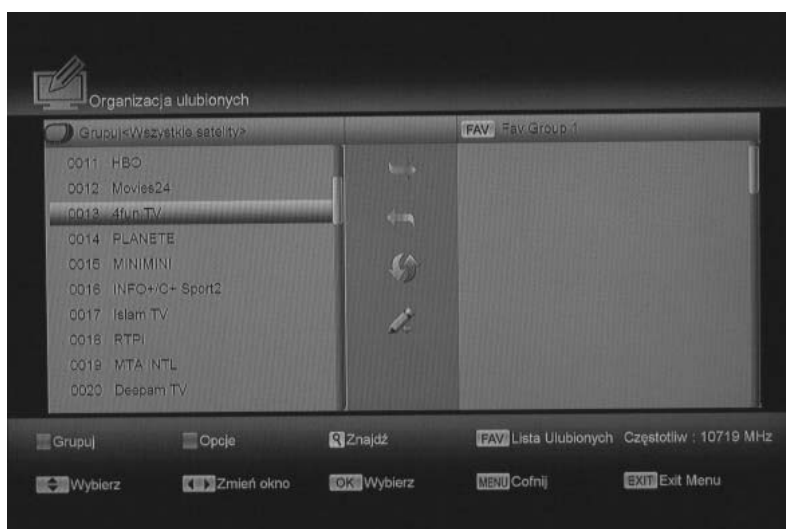 Organizacja ulubionych
Grupuj<Wszystkie satelity>
FAV Fav Group 1
0011 HBO
0012 Movies24
0013 4fun TV
0014 PLANETE
0015 MINIMINI
0016 INFO+/C+ Sport2
0017 Islam TV
0018 RTPI
0019 MTA INTL
0020 Deepam TV
Grupuj Opcje Znajdź FAV Lista Ulubionych Częstotliw : 10719 MHz
Wybierz Zmień okno OK Wybierz MENU Cofnij EXIT Exit Menu